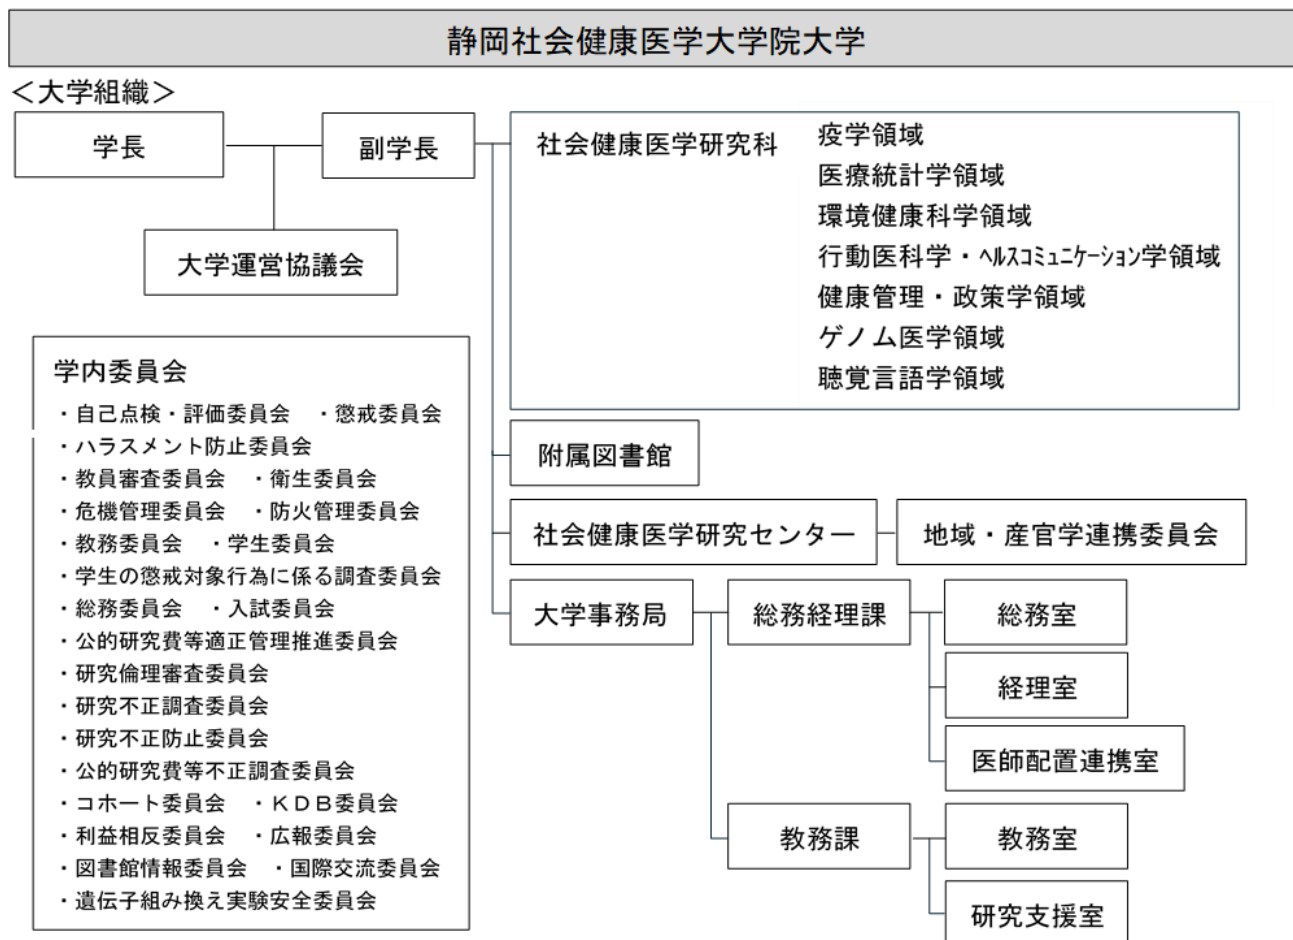 静岡社会健康医学大学院大学
＜大学組織＞
学長
副学長
大学運営協議会
社会健康医学研究科
疫学領域
医療統計学領域
環境健康科学領域
行動医科学・ﾍﾙｽｺﾐｭﾆｹｰｼｮﾝ学領域
健康管理・政策学領域
ゲノム医学領域
聴覚言語学領域
附属図書館
社会健康医学研究センター
地域・産官学連携委員会
大学事務局
総務経理課
総務室
経理室
医師配置連携室
教務課
教務室
研究支援室
学内委員会
・自己点検・評価委員会　・懲戒委員会
・ハラスメント防止委員会
・教員審査委員会　・衛生委員会
・危機管理委員会　・防火管理委員会
・教務委員会　・学生委員会
・学生の懲戒対象行為に係る調査委員会
・総務委員会　・入試委員会
・公的研究費等適正管理推進委員会
・研究倫理審査委員会
・研究不正調査委員会
・研究不正防止委員会
・公的研究費等不正調査委員会
・コホート委員会　・ＫＤＢ委員会
・利益相反委員会　・広報委員会
・図書館情報委員会　・国際交流委員会
・遺伝子組み換え実験安全委員会